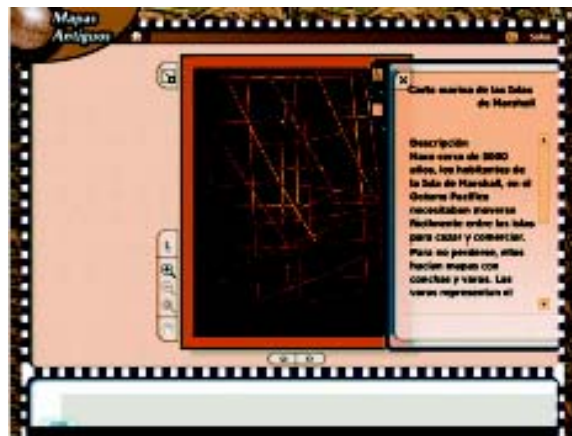 Mapas
Antiguos
Salir
Carta marina de las Islas
de Marshall
Descripción
Hace cerca de 3000
años, los habitantes de
la Isla de Marshall, en el
Océano Pacífico
necesitaban moverse
fácilmente entre las islas
para cazar y comerciar.
Para no perderse, ellos
hacían mapas con
conchas y varas. Las
varas representan el